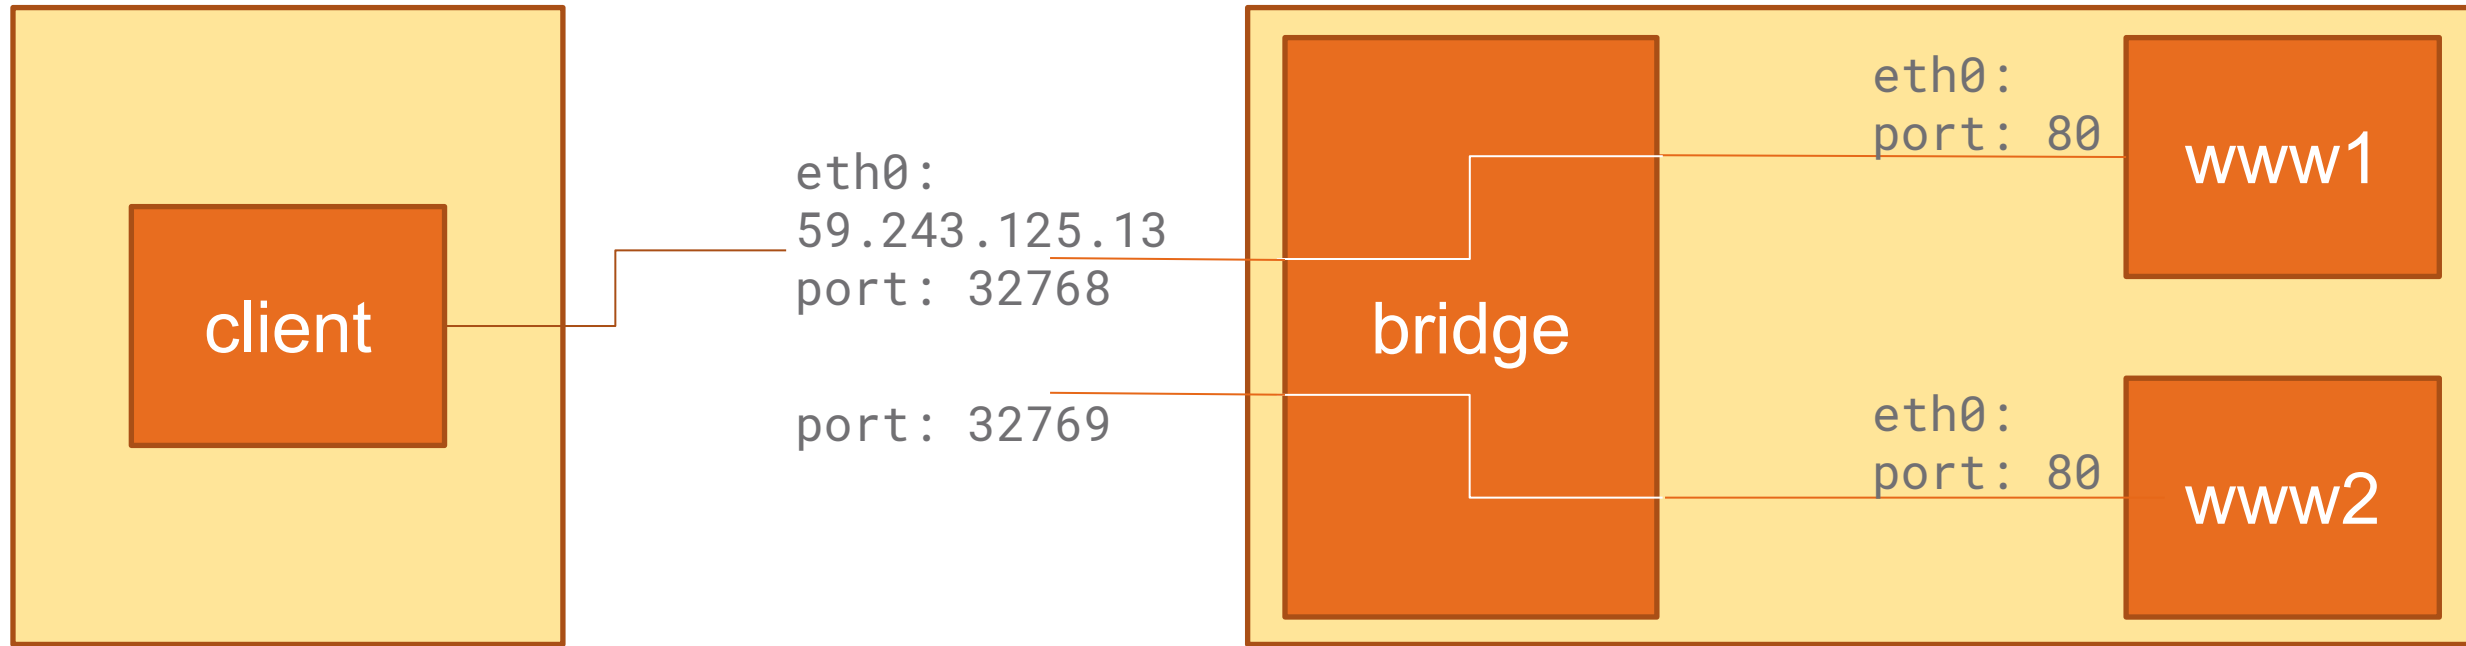 client
eth0:
59.243.125.13
port: 32768
port: 32769
bridge
eth0:
port: 80
www1
eth0:
port: 80
www2